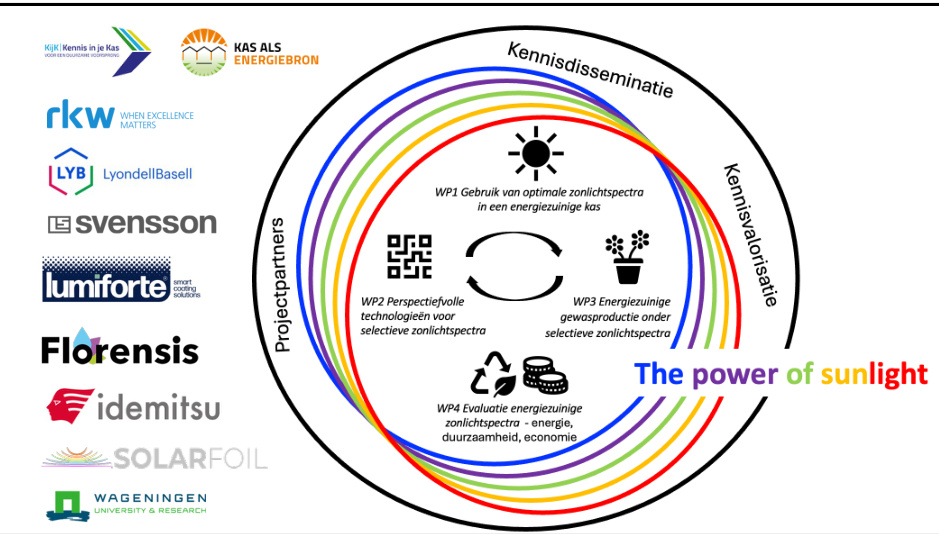 KijK | Kennis in je Kas
VOOR EEN DUURZAME VOORSPRONG
KAS ALS
ENERGIEBRON
rkw WHEN EXCELLENCE
MATTERS
LYB LyondellBasell
svensson
lumiforte smart
coating
solutions
Florensis
idemitsu
SOLARFOIL
WAGENINGEN
UNIVERSITY & RESEARCH
Kennisdisseminatie
Kennisvalorisatie
Projectpartners
WP1 Gebruik van optimale zonlichtspectra
in een energiezuinige kas
WP2 Perspectiefvolle
technologieën voor
selectieve zonlichtspectra
WP3 Energiezuinige
gewasproductie onder
selectieve zonlichtspectra
WP4 Evaluatie energiezuinige
zonlichtspectra - energie,
duurzaamheid, economie
The power of sunlight